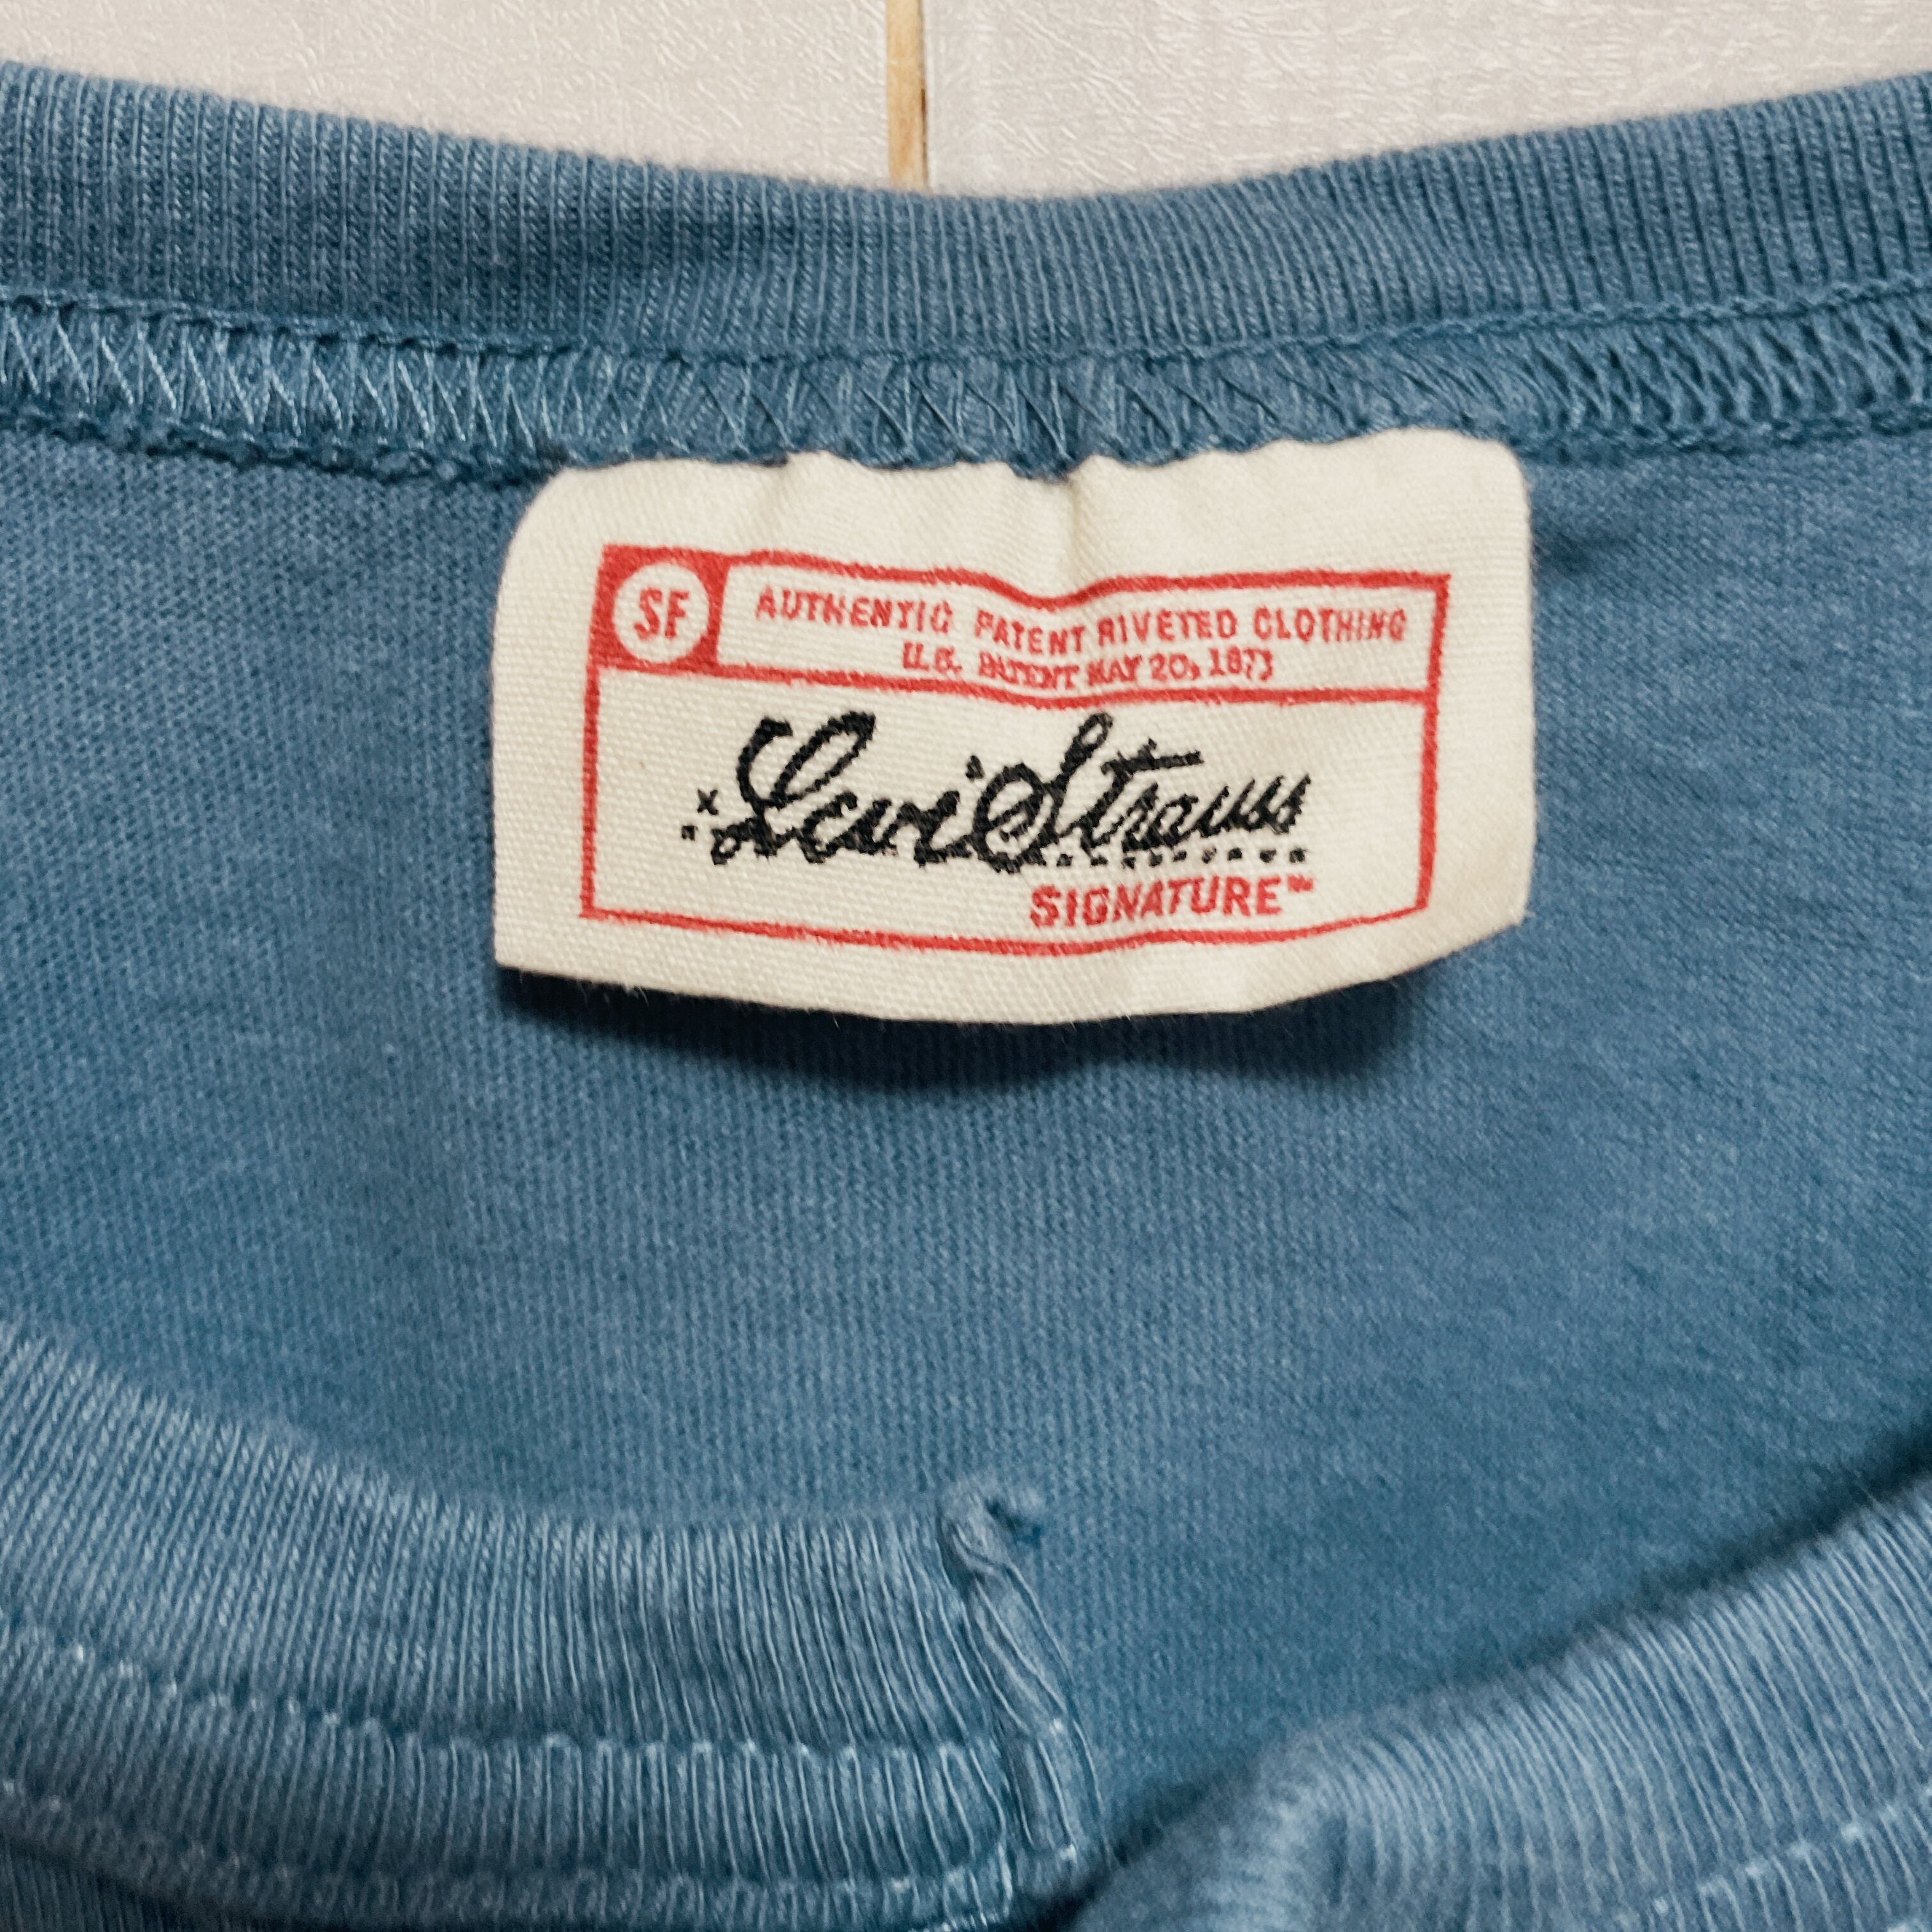 SF
AUTHENTIC PATENT RIVETED CLOTHING
U.S. PATENT MAY 20, 1873
Levi Strauss
SIGNATURE™